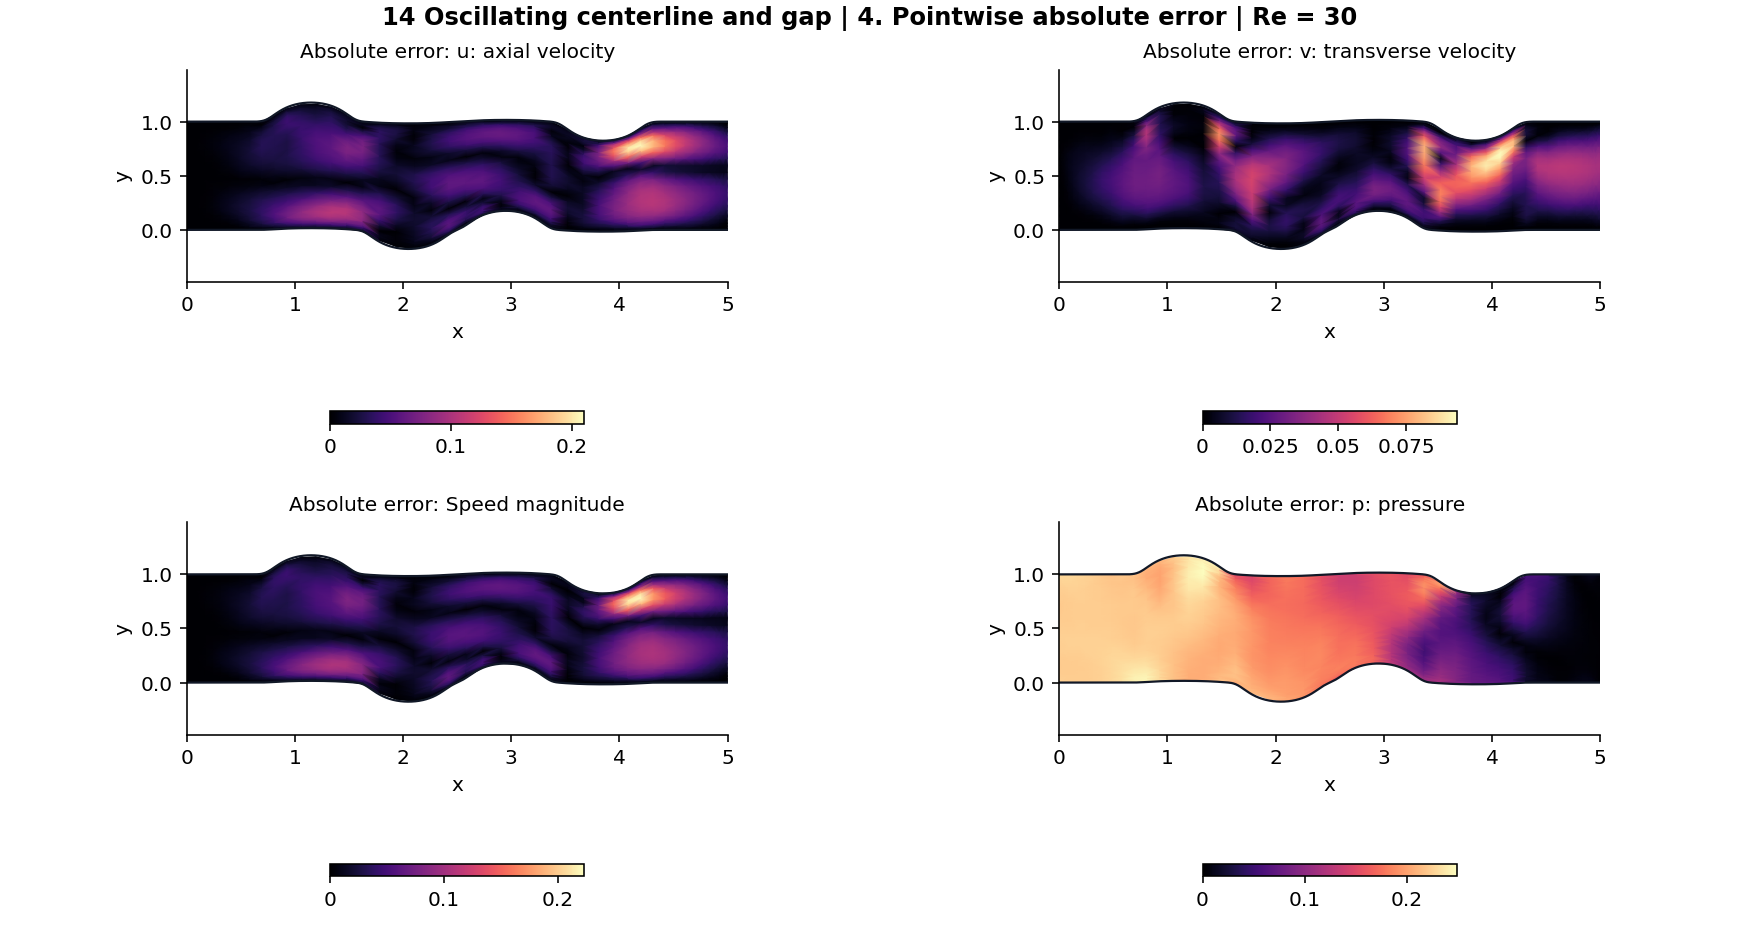 14 Oscillating centerline and gap | 4. Pointwise absolute error | Re = 30
Absolute error: u: axial velocity
1.0
0.5
0.0
y
0 1 2 3 4 5
x
0 0.1 0.2
Absolute error: v: transverse velocity
1.0
0.5
0.0
y
0 1 2 3 4 5
x
0 0.025 0.05 0.075
Absolute error: Speed magnitude
1.0
0.5
0.0
y
0 1 2 3 4 5
x
0 0.1 0.2
Absolute error: p: pressure
1.0
0.5
0.0
y
0 1 2 3 4 5
x
0 0.1 0.2